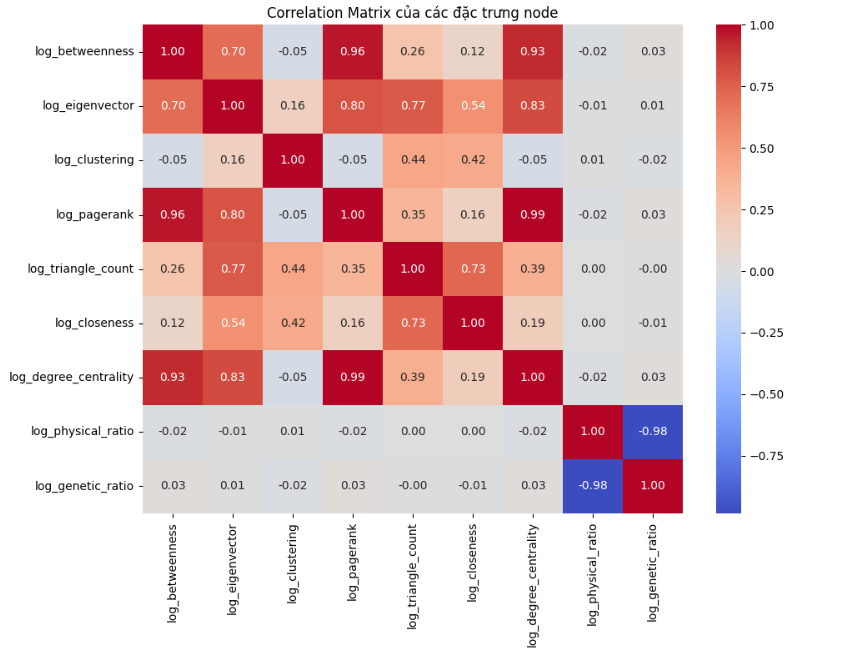 Correlation Matrix của các đặc trưng node
log_betweenness 1.00 0.70 -0.05 0.96 0.26 0.12 0.93 -0.02 0.03
log_eigenvector 0.70 1.00 0.16 0.80 0.77 0.54 0.83 -0.01 0.01
log_clustering -0.05 0.16 1.00 -0.05 0.44 0.42 -0.05 0.01 -0.02
log_pagerank 0.96 0.80 -0.05 1.00 0.35 0.16 0.99 -0.02 0.03
log_triangle_count 0.26 0.77 0.44 0.35 1.00 0.73 0.39 0.00 -0.00
log_closeness 0.12 0.54 0.42 0.16 0.73 1.00 0.19 0.00 -0.01
log_degree_centrality 0.93 0.83 -0.05 0.99 0.39 0.19 1.00 -0.02 0.03
log_physical_ratio -0.02 -0.01 0.01 -0.02 0.00 0.00 -0.02 1.00 -0.98
log_genetic_ratio 0.03 0.01 -0.02 0.03 -0.00 -0.01 0.03 -0.98 1.00
log_betweenness
log_eigenvector
log_clustering
log_pagerank
log_triangle_count
log_closeness
log_degree_centrality
log_physical_ratio
log_genetic_ratio
1.00
0.75
0.50
0.25
0.00
−0.25
−0.50
−0.75